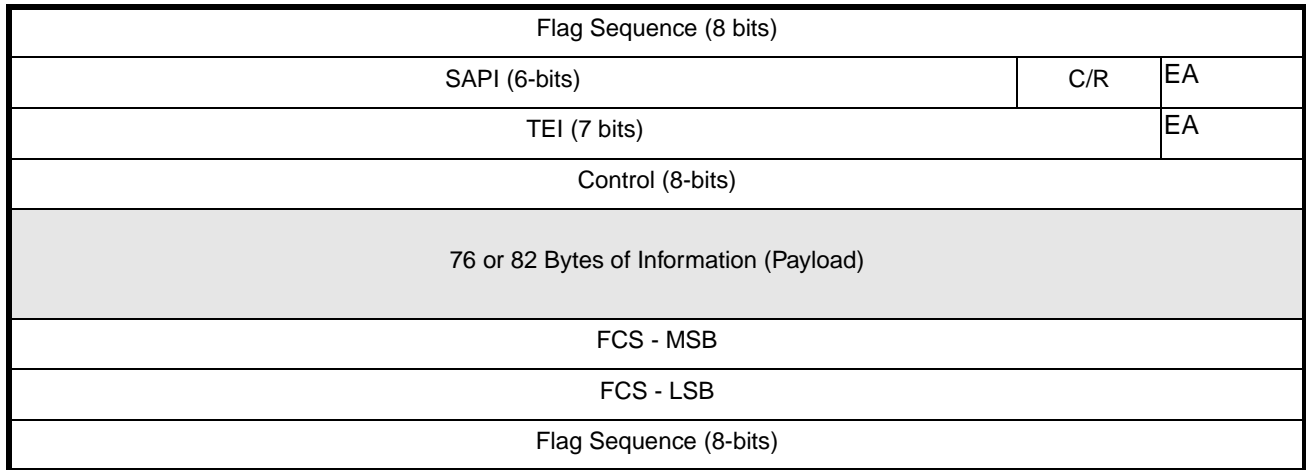 Flag Sequence (8 bits)
SAPI (6-bits) C/R EA
TEI (7 bits) EA
Control (8-bits)
76 or 82 Bytes of Information (Payload)
FCS - MSB
FCS - LSB
Flag Sequence (8-bits)